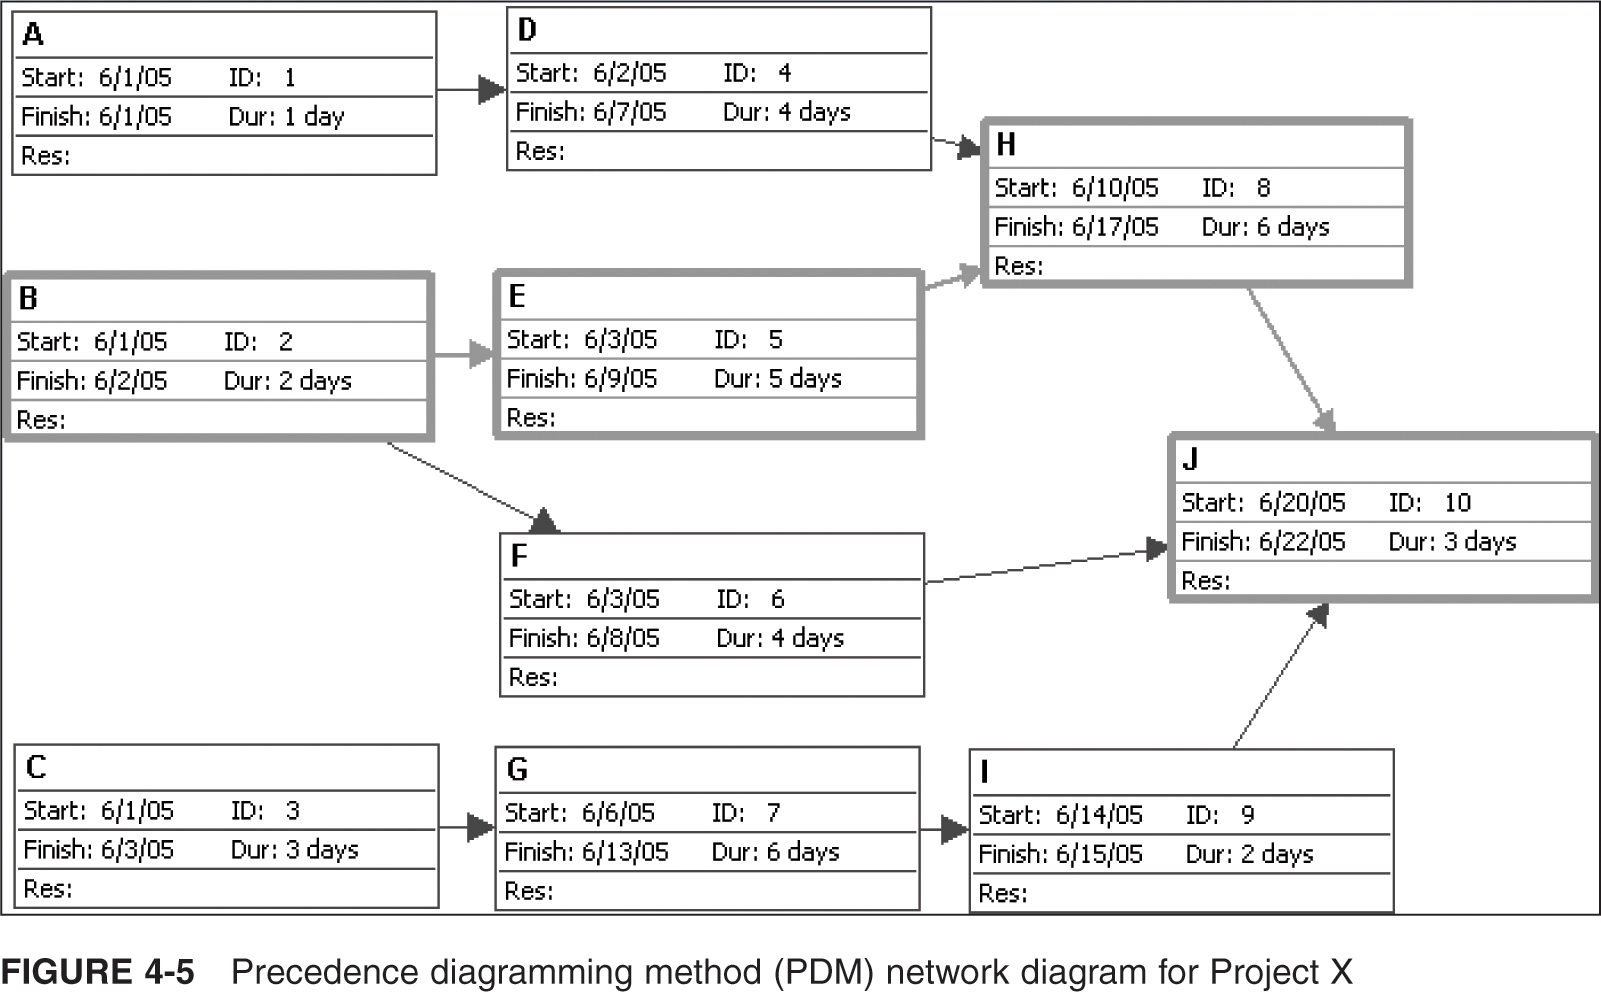 A
Start: 6/1/05 ID: 1
Finish: 6/1/05 Dur: 1 day
Res:
D
Start: 6/2/05 ID: 4
Finish: 6/7/05 Dur: 4 days
Res:
H
Start: 6/10/05 ID: 8
Finish: 6/17/05 Dur: 6 days
Res:
B
Start: 6/1/05 ID: 2
Finish: 6/2/05 Dur: 2 days
Res:
E
Start: 6/3/05 ID: 5
Finish: 6/9/05 Dur: 5 days
Res:
J
Start: 6/20/05 ID: 10
Finish: 6/22/05 Dur: 3 days
Res:
F
Start: 6/3/05 ID: 6
Finish: 6/8/05 Dur: 4 days
Res:
C
Start: 6/1/05 ID: 3
Finish: 6/3/05 Dur: 3 days
Res:
G
Start: 6/6/05 ID: 7
Finish: 6/13/05 Dur: 6 days
Res:
I
Start: 6/14/05 ID: 9
Finish: 6/15/05 Dur: 2 days
Res:
FIGURE 4-5 Precedence diagramming method (PDM) network diagram for Project X